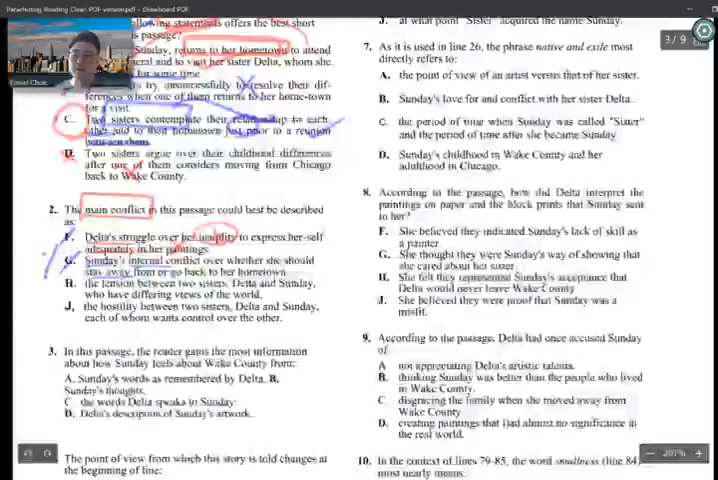 Parachuting Reading Clean PDF-version.pdf - Drawboard PDF
following statements offers the best short
is passage?
Sunday, returns to her hometown to attend
neral and to visit her sister Delta, whom she
for some time
try unsuccessfully to resolve their dif-
ferences when one of them returns to her home-town
for a visit.
C. Two sisters contemplate their relationship to each
other and to their hometown just prior to a reunion
between them.
D. Two sisters argue over their childhood differences
after one of them considers moving from Chicago
back to Wake County.
2. The main conflict in this passage could best be described
as:
F. Delta's struggle over her inability to express her-self
adequately in her paintings
G. Sunday's internal conflict over whether she should
stay away from or go back to her hometown
H. the tension between two sisters, Delta and Sunday,
who have differing views of the world,
J, the hostility between two sisters, Delta and Sunday,
each of whom wants control over the other.
3. In this passage, the reader gains the most information
about how Sunday feels about Wake County from:
A. Sunday's words as remembered by Delta. B.
Sunday's thoughts.
C. the words Delta speaks to Sunday
D. Delta's description of Sunday's artwork.
The point of view from which this story is told changes at
the beginning of line:
J. at what point "Sister" acquired the name Sunday.
3 / 9
7. As it is used in line 26, the phrase native and exile most
directly refers to:
A. the point of view of an artist versus that of her sister.
B. Sunday's love for and conflict with her sister Delta.
C. the period of time when Sunday was called "Sister"
and the period of time after she became Sunday
D. Sunday's childhood in Wake County and her
adulthood in Chicago.
8. According to the passage, how did Delta interpret the
paintings on paper and the block prints that Sunday sent
to her?
F. She believed they indicated Sunday's lack of skill as
a painter
G. She thought they were Sunday's way of showing that
she cared about her sister
H. She felt they represented Sunday's acceptance that
Delta would never leave Wake County
J. She believed they were proof that Sunday was a
misfit.
9. According to the passage, Delta had once accused Sunday
of
A not appreciating Delta's artistic talents.
B. thinking Sunday was better than the people who lived
in Wake County.
C disgracing the family when she moved away from
Wake County
D. creating paintings that had almost no significance in
the real world.
207%
10. In the context of lines 79-85, the word smallness (line 84)
most nearly means: